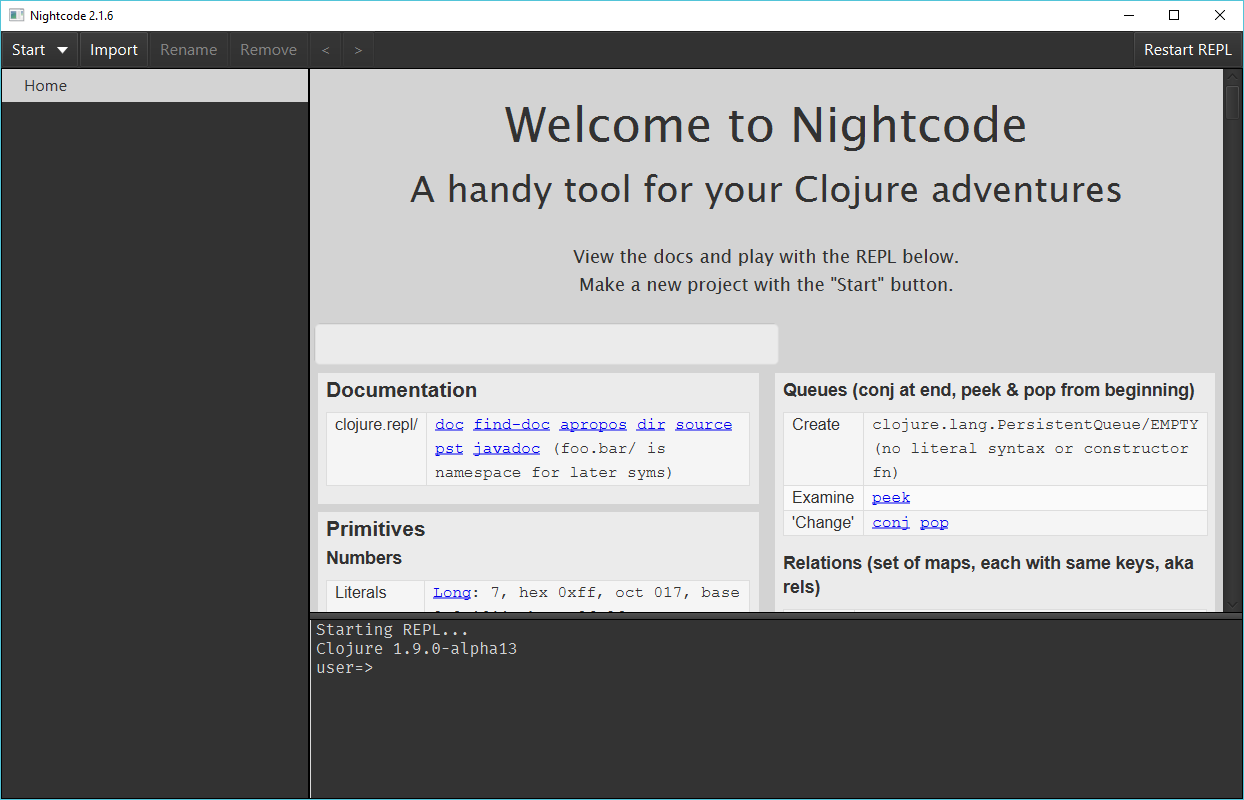 Nightcode 2.1.6
Start Import Rename Remove < > Restart REPL
Home
Welcome to Nightcode
A handy tool for your Clojure adventures
View the docs and play with the REPL below.
Make a new project with the "Start" button.
Documentation
clojure.repl/ doc find-doc apropos dir source
pst javadoc (foo.bar/ is
namespace for later syms)
Primitives
Numbers
Literals Long: 7, hex 0xff, oct 017, base
Queues (conj at end, peek & pop from beginning)
Create clojure.lang.PersistentQueue/EMPTY
(no literal syntax or constructor
fn)
Examine peek
'Change' conj pop
Relations (set of maps, each with same keys, aka
rels)
Starting REPL...
Clojure 1.9.0-alpha13
user=>